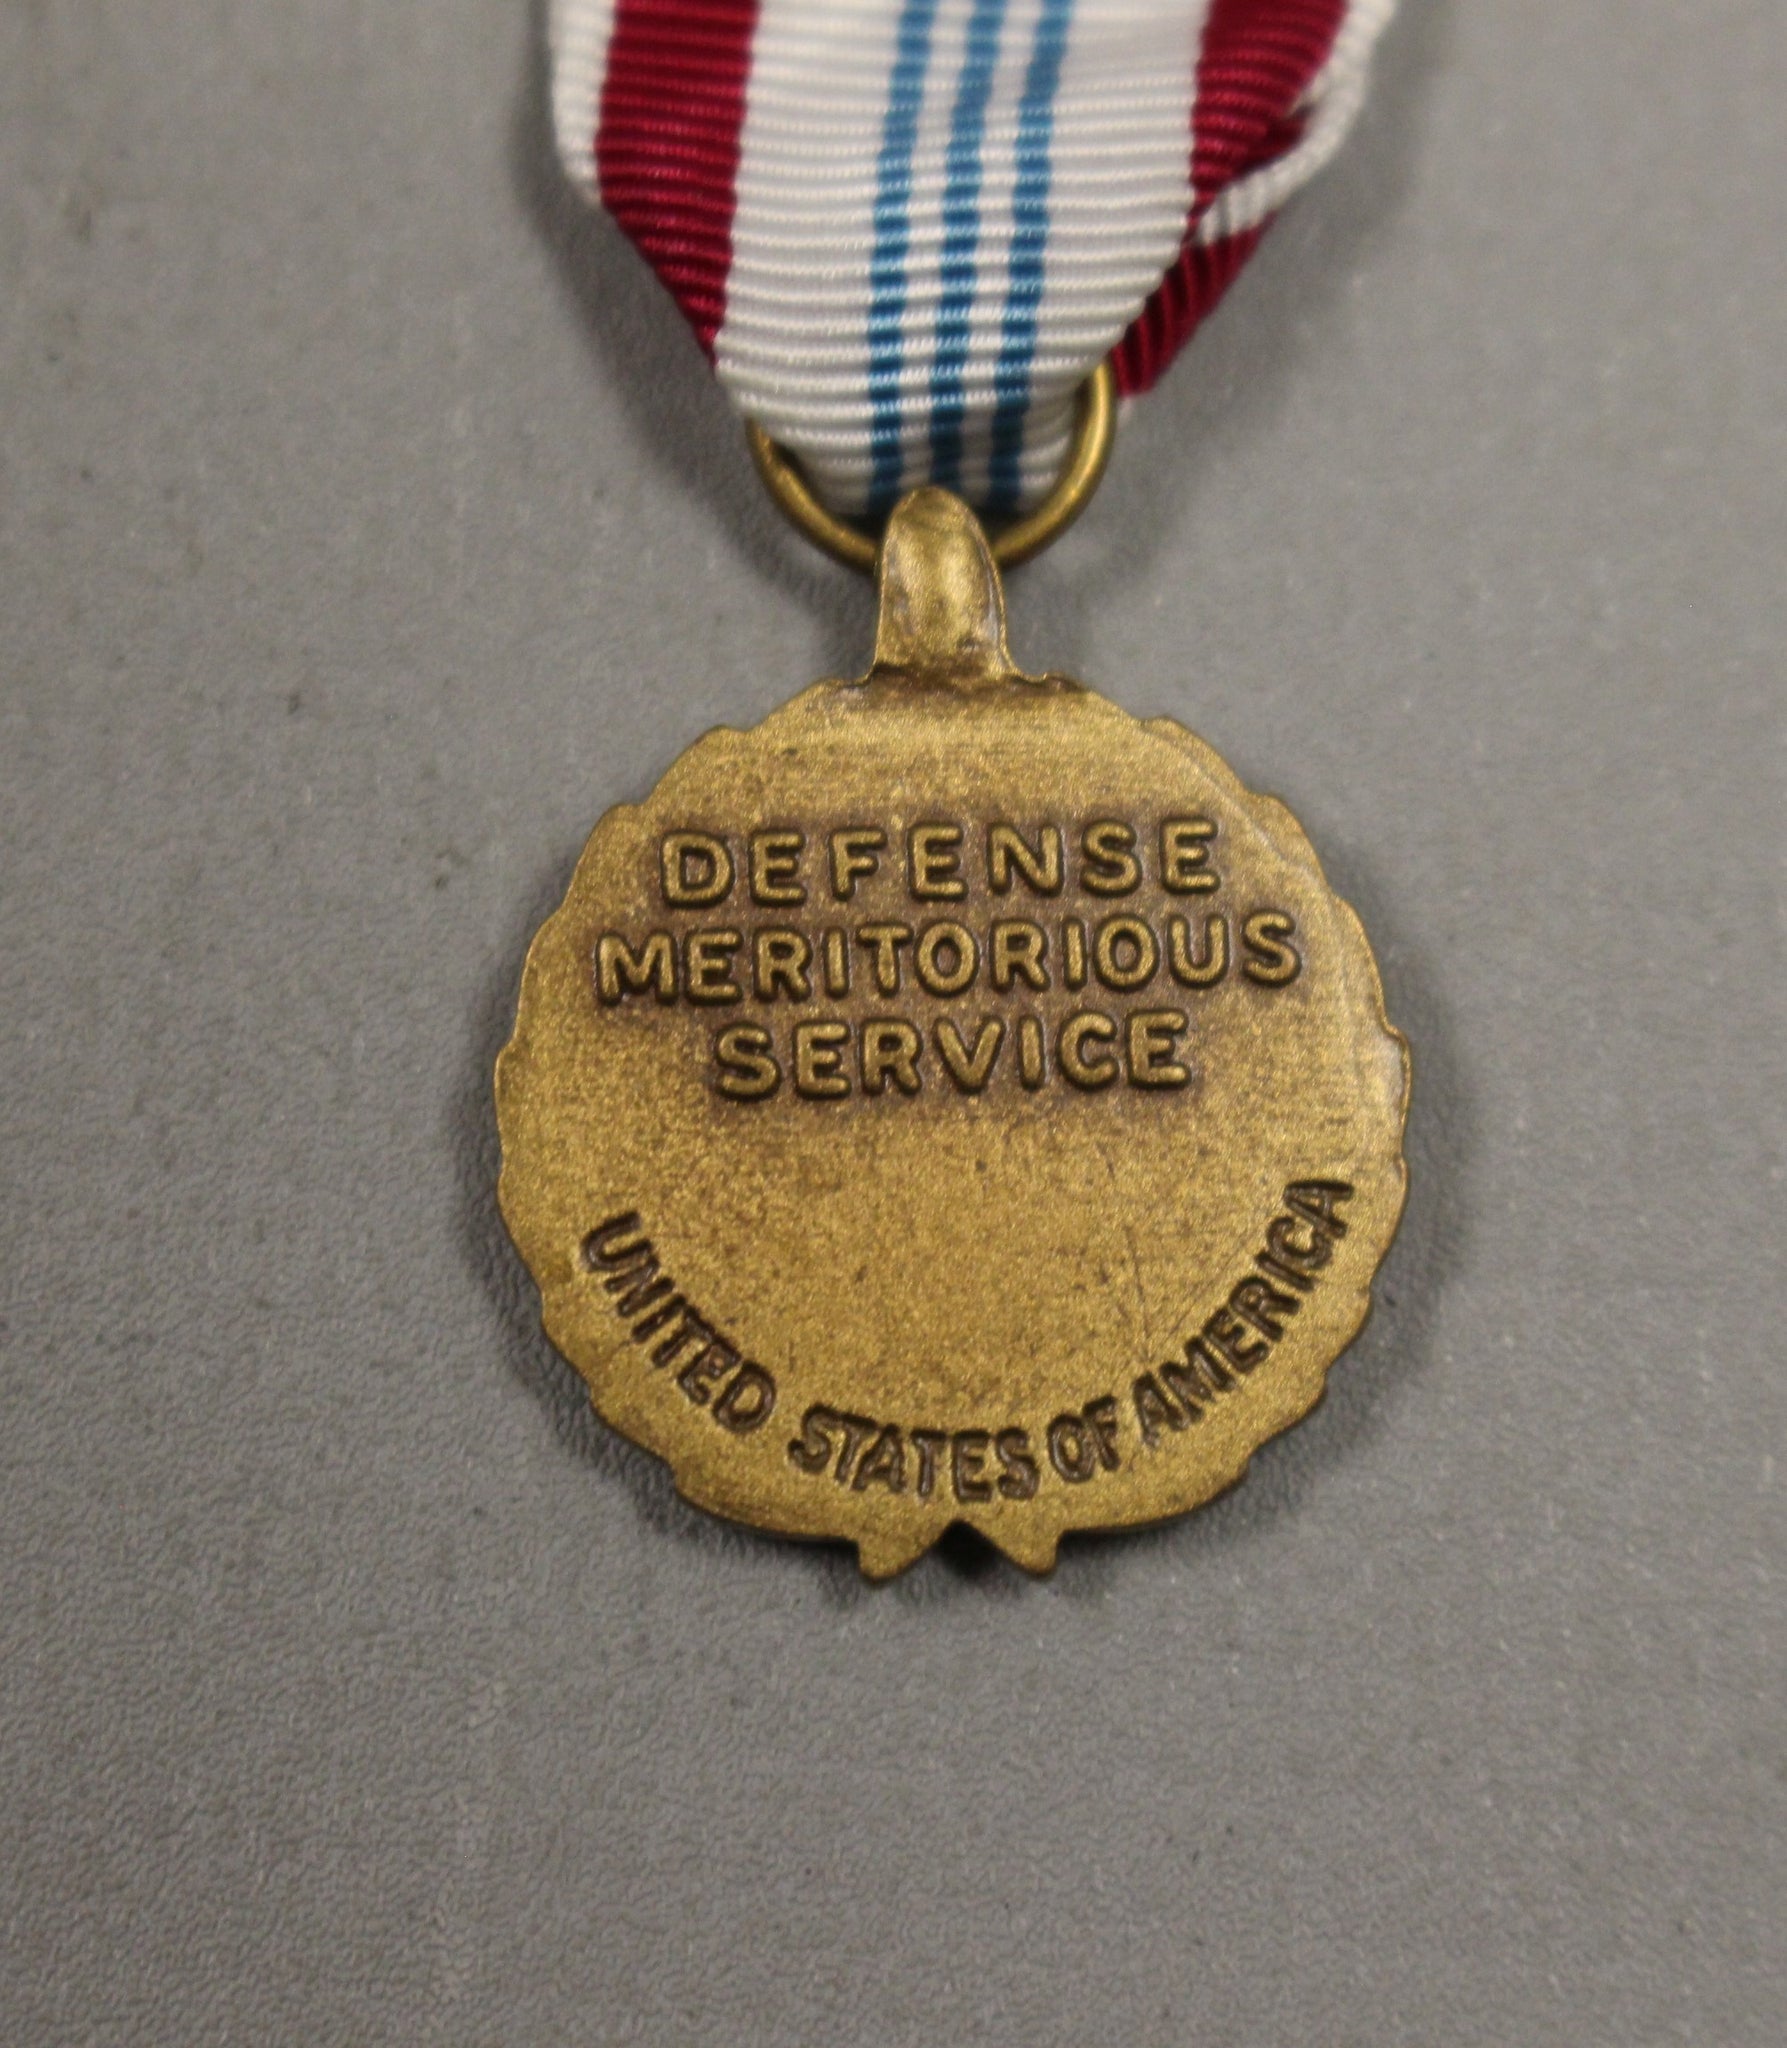 DEFENSE
MERITORIOUS
SERVICE
UNITED STATES OF AMERICA